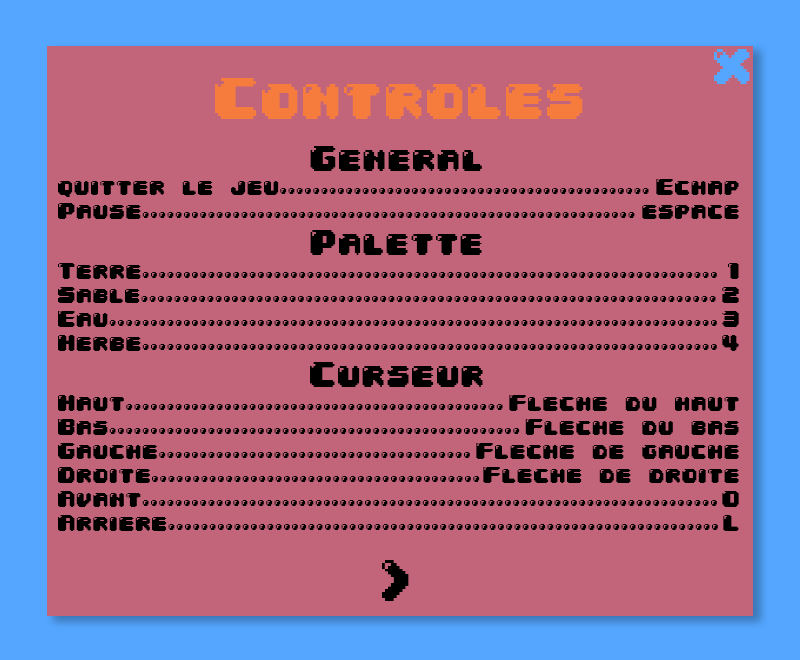 CONTROLES
GENERAL
QUITTER LE JEU................................................ ECHAP
PAUSE............................................................ ESPACE
PALETTE
TERRE...................................................................... 1
SABLE...................................................................... 2
EAU.......................................................................... 3
HERBE...................................................................... 4
CURSEUR
HAUT.............................................. FLECHE DU HAUT
BAS.................................................. FLECHE DU BAS
GAUCHE...................................... FLECHE DE GAUCHE
DROITE........................................ FLECHE DE DROITE
AVANT...................................................................... D
ARRIERE................................................................... L